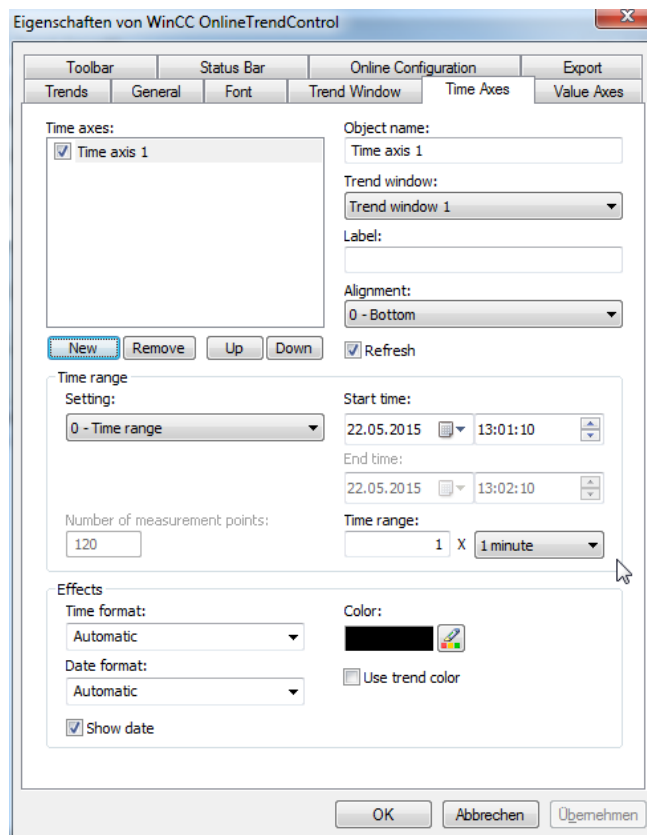 Eigenschaften von WinCC OnlineTrendControl
Toolbar Status Bar Online Configuration Export
Trends General Font Trend Window Time Axes Value Axes
Time axes:
Time axis 1
New Remove Up Down
Object name:
Time axis 1
Trend window:
Trend window 1
Label:
Alignment:
0 - Bottom
Refresh
Time range
Setting:
0 - Time range
Start time:
22.05.2015 13:01:10
End time:
22.05.2015 13:02:10
Number of measurement points:
120
Time range:
1 X 1 minute
Effects
Time format:
Automatic
Date format:
Automatic
Show date
Color:
Use trend color
OK Abbrechen Übernehmen